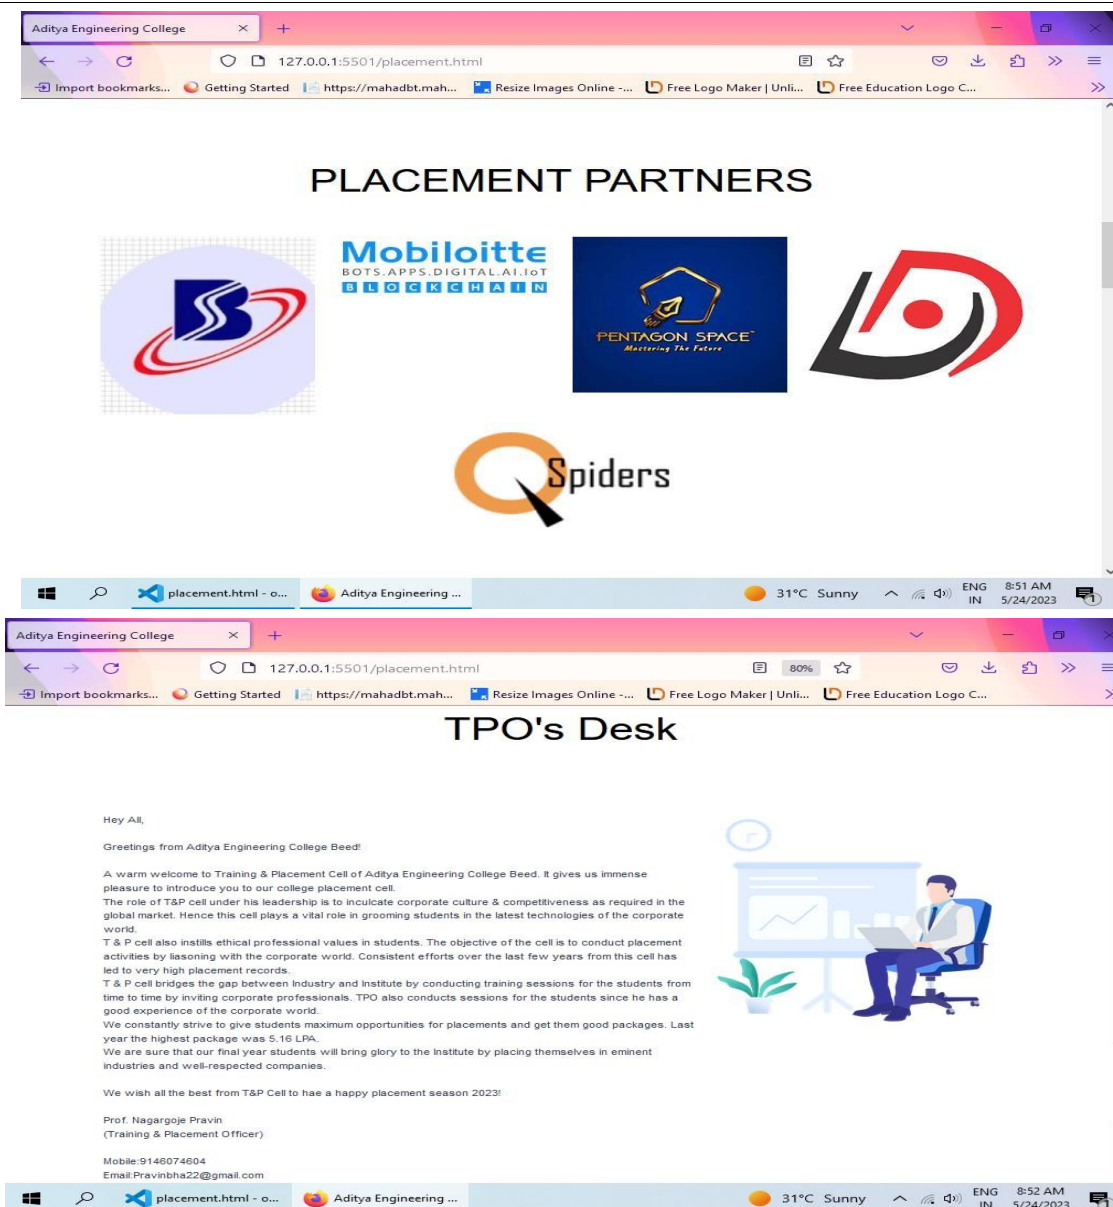 Aditya Engineering College × +
127.0.0.1:5501/placement.html
Import bookmarks... Getting Started https://mahadbt.mah... Resize Images Online -... Free Logo Maker | Unli... Free Education Logo C...
PLACEMENT PARTNERS
Mobiloitte
BOTS.APPS.DIGITAL.AI.IoT
BLOCKCHAIN
PENTAGON SPACE
Mastering The Future
Spiders
placement.html - o... Aditya Engineering ... 31°C Sunny ENG 8:51 AM
IN 5/24/2023
Aditya Engineering College × +
127.0.0.1:5501/placement.html 80%
Import bookmarks... Getting Started https://mahadbt.mah... Resize Images Online -... Free Logo Maker | Unli... Free Education Logo C...
TPO's Desk
Hey All,
Greetings from Aditya Engineering College Beed!
A warm welcome to Training & Placement Cell of Aditya Engineering College Beed. It gives us immense
pleasure to introduce you to our college placement cell.
The role of T&P cell under his leadership is to inculcate corporate culture & competitiveness as required in the
global market. Hence this cell plays a vital role in grooming students in the latest technologies of the corporate
world.
T & P cell also instills ethical professional values in students. The objective of the cell is to conduct placement
activities by liasoning with the corporate world. Consistent efforts over the last few years from this cell has
led to very high placement records.
T & P cell bridges the gap between Industry and Institute by conducting training sessions for the students from
time to time by inviting corporate professionals. TPO also conducts sessions for the students since he has a
good experience of the corporate world.
We constantly strive to give students maximum opportunities for placements and get them good packages. Last
year the highest package was 5.16 LPA.
We are sure that our final year students will bring glory to the Institute by placing themselves in eminent
industries and well-respected companies.
We wish all the best from T&P Cell to hae a happy placement season 2023!
Prof. Nagargoje Pravin
(Training & Placement Officer)
Mobile:9146074604
Email:Pravinbha22@gmail.com
placement.html - o... Aditya Engineering ... 31°C Sunny ENG 8:52 AM
IN 5/24/2023